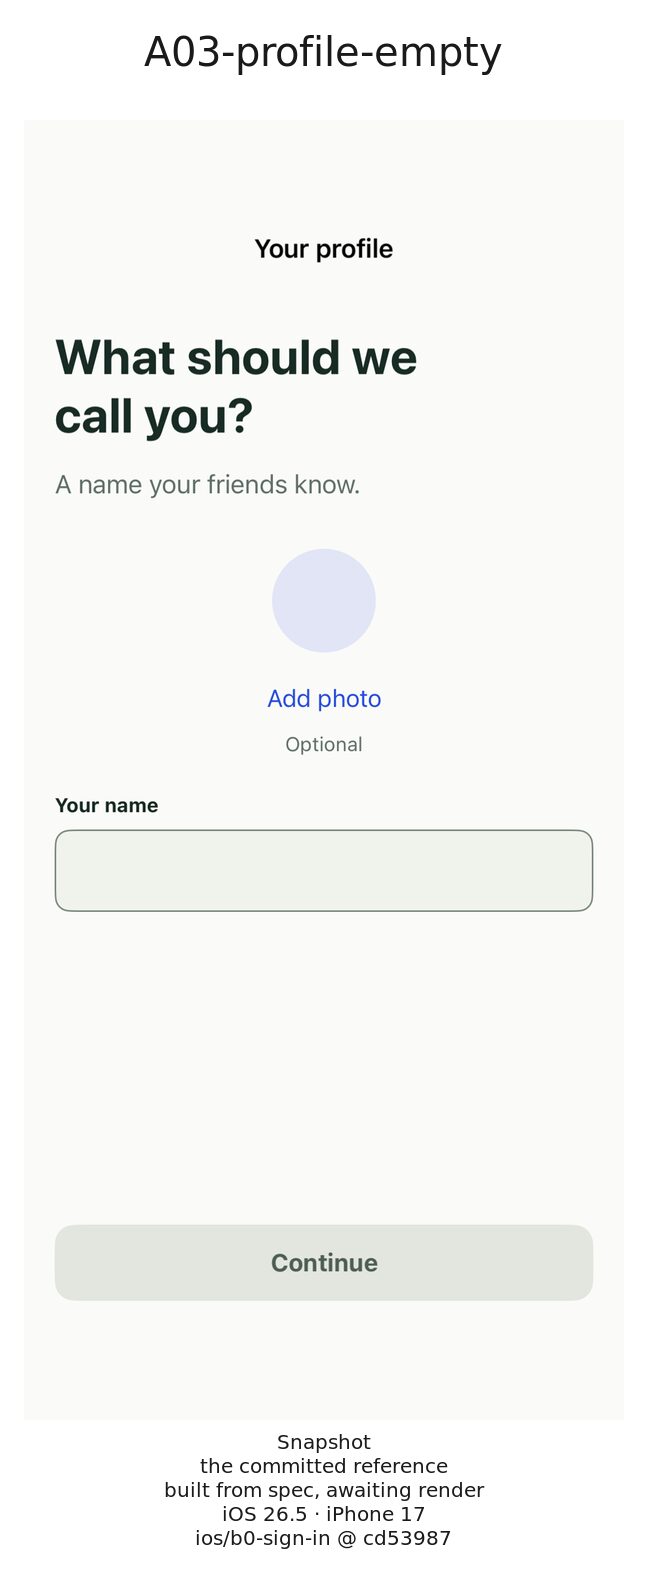 A03-profile-empty
Your profile
What should we
call you?
A name your friends know.
Add photo
Optional
Your name
Continue
Snapshot
the committed reference
built from spec, awaiting render
iOS 26.5 · iPhone 17
ios/b0-sign-in @ cd53987